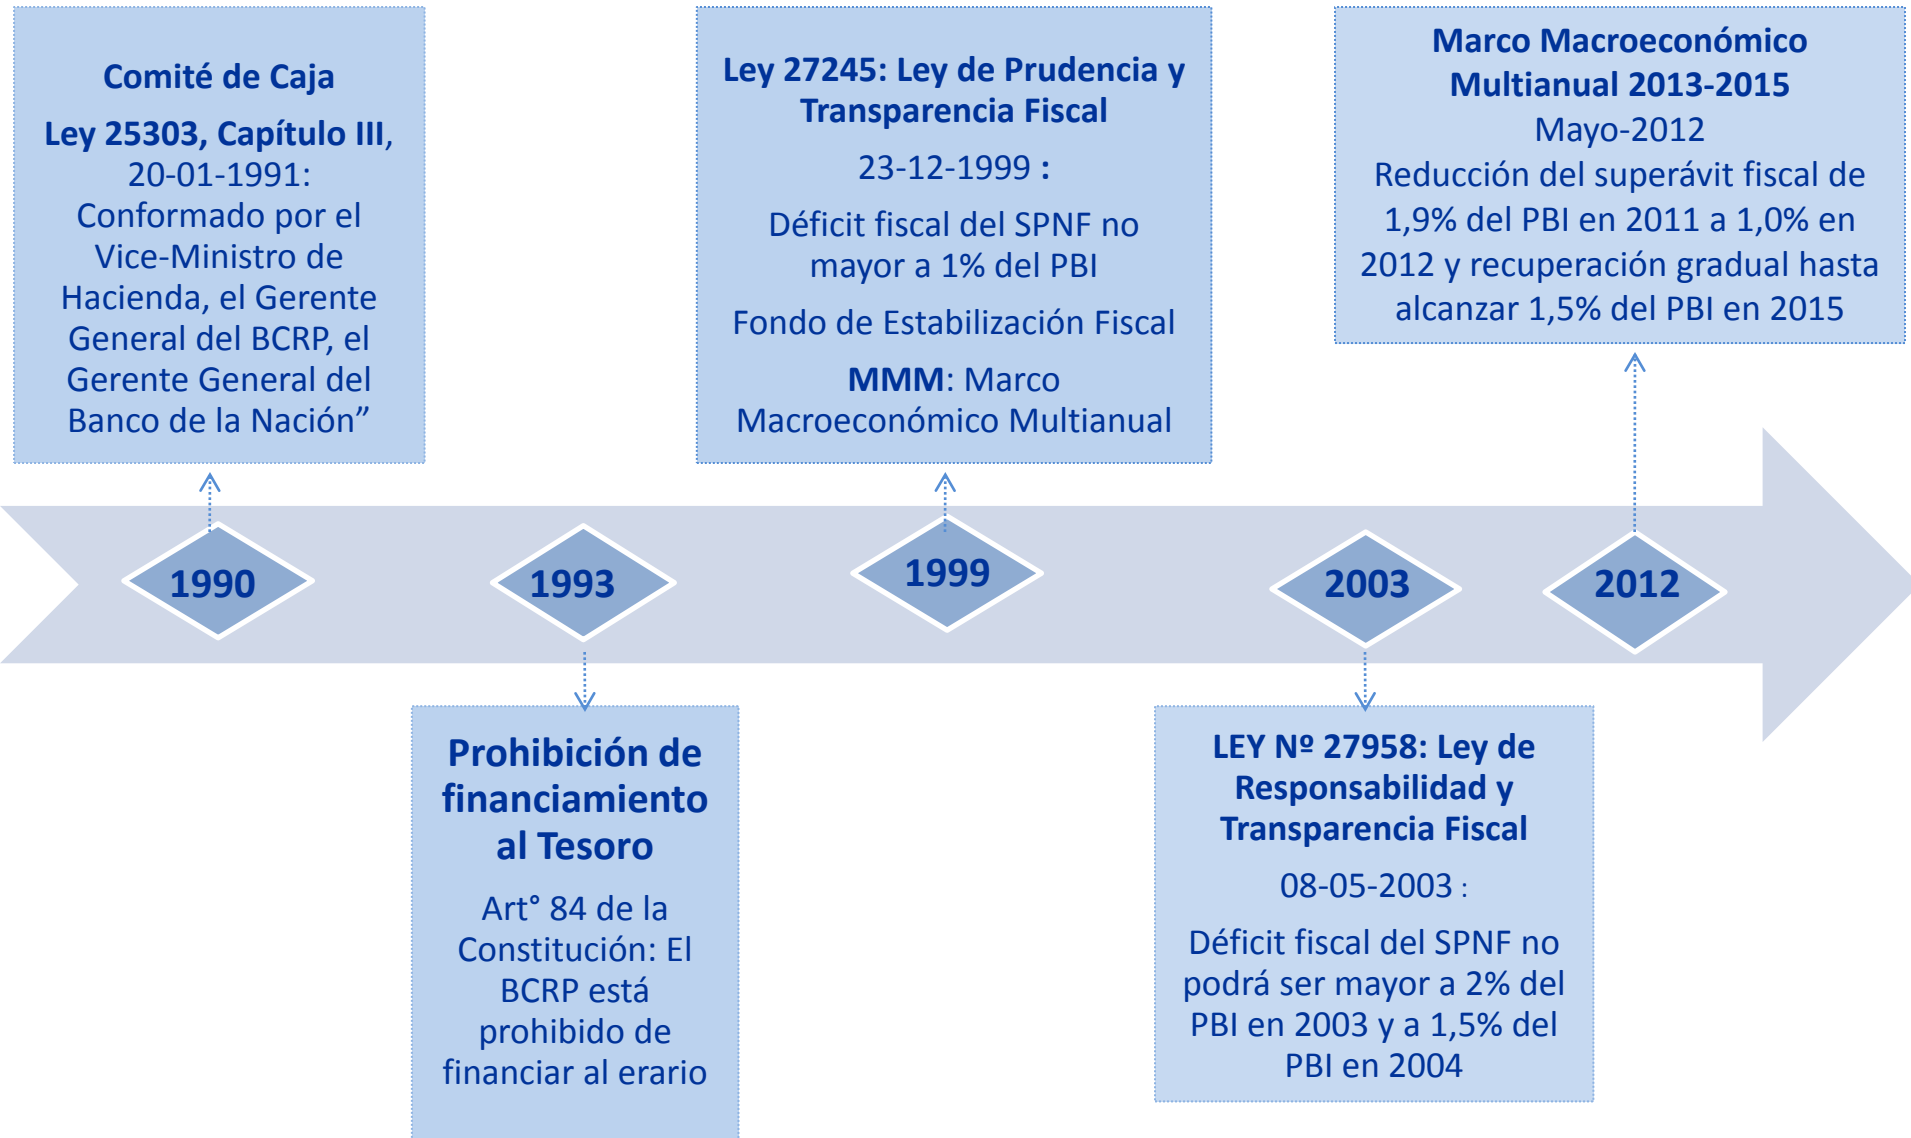 Comité de Caja
Ley 25303, Capítulo III,
20-01-1991:
Conformado por el
Vice-Ministro de
Hacienda, el Gerente
General del BCRP, el
Gerente General del
Banco de la Nación”
Ley 27245: Ley de Prudencia y
Transparencia Fiscal
23-12-1999 :
Déficit fiscal del SPNF no
mayor a 1% del PBI
Fondo de Estabilización Fiscal
MMM: Marco
Macroeconómico Multianual
Marco Macroeconómico
Multianual 2013-2015
Mayo-2012
Reducción del superávit fiscal de
1,9% del PBI en 2011 a 1,0% en
2012 y recuperación gradual hasta
alcanzar 1,5% del PBI en 2015
1990
1993
1999
2003
2012
Prohibición de
financiamiento
al Tesoro
Art° 84 de la
Constitución: El
BCRP está
prohibido de
financiar al erario
LEY Nº 27958: Ley de
Responsabilidad y
Transparencia Fiscal
08-05-2003 :
Déficit fiscal del SPNF no
podrá ser mayor a 2% del
PBI en 2003 y a 1,5% del
PBI en 2004